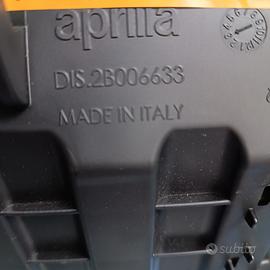 aprilia
DIS.2B006633
MADE IN ITALY
subito